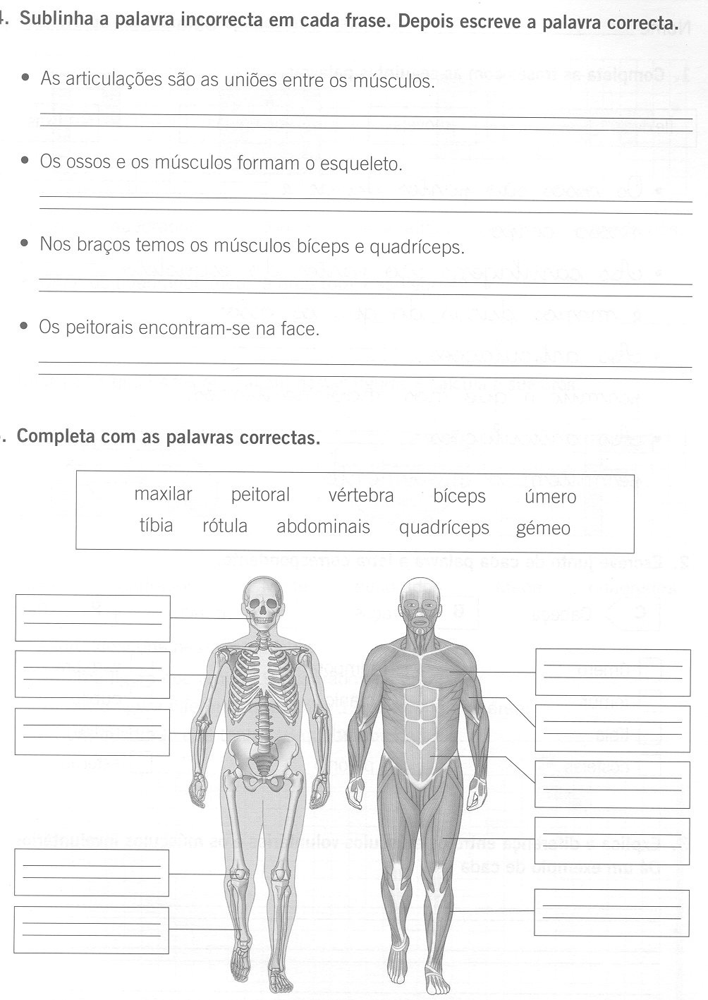 4. Sublinha a palavra incorrecta em cada frase. Depois escreve a palavra correcta.
• As articulações são as uniões entre os músculos.
• Os ossos e os músculos formam o esqueleto.
• Nos braços temos os músculos bíceps e quadríceps.
• Os peitorais encontram-se na face.
. Completa com as palavras correctas.
maxilar peitoral vértebra bíceps úmero
tíbia rótula abdominais quadríceps gémeo